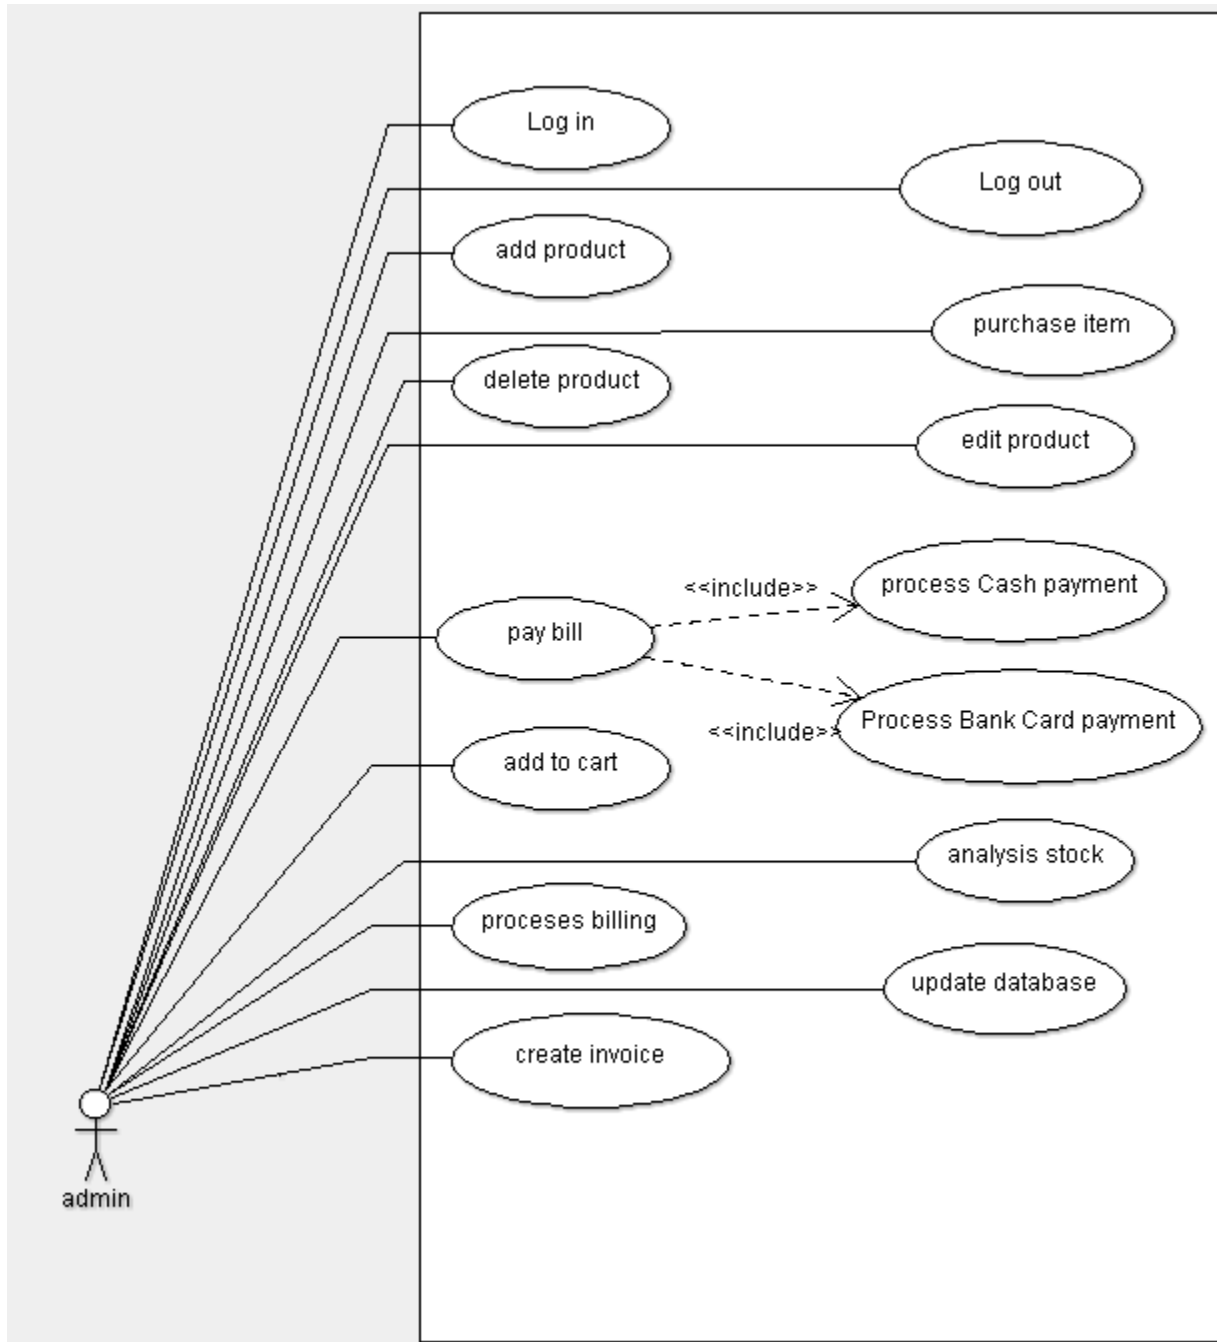 Log in
Log out
add product
purchase item
delete product
edit product
<<include>>
process Cash payment
pay bill
Process Bank Card payment
<<include>>
add to cart
analysis stock
proceses billing
update database
create invoice
admin